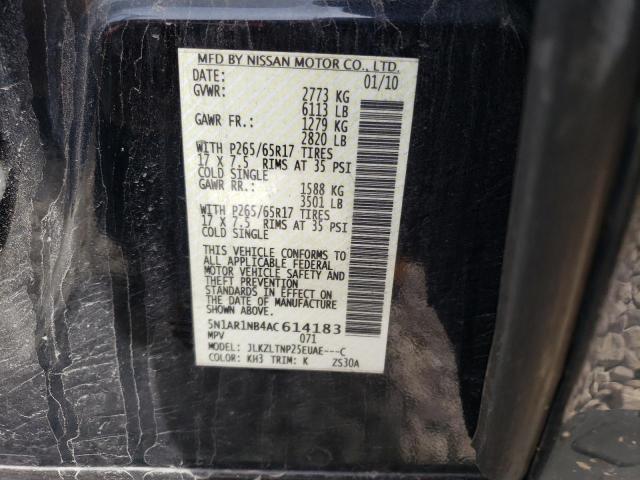 MFD BY NISSAN MOTOR CO., LTD.
DATE: 01/10
GVWR: 2773 KG
6113 LB
GAWR FR.: 1279 KG
2820 LB
WITH P265/65R17 TIRES
17 X 7.5 RIMS AT 35 PSI
COLD SINGLE
GAWR RR.: 1588 KG
3501 LB
WITH P265/65R17 TIRES
17 X 7.5 RIMS AT 35 PSI
COLD SINGLE
THIS VEHICLE CONFORMS TO
ALL APPLICABLE FEDERAL
MOTOR VEHICLE SAFETY AND
THEFT PREVENTION
STANDARDS IN EFFECT ON
THE DATE OF MANUFACTURE
SHOWN ABOVE.
5N1AR1NB4AC614183
MPV 071
MODEL: JLKZLTNP25EUAE---C
COLOR: KH3 TRIM: K ZS30A